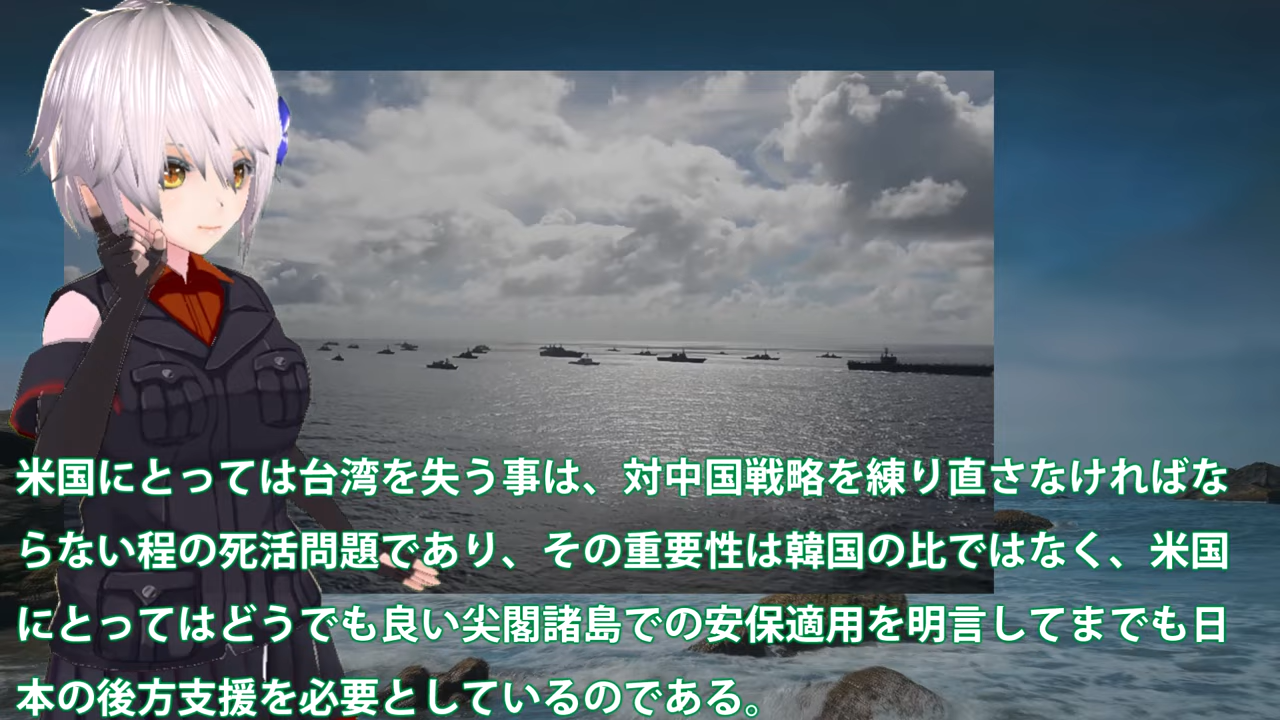 米国にとっては台湾を失う事は、対中国戦略を練り直さなければな
らない程の死活問題であり、その重要性は韓国の比ではなく、米国
にとってはどうでも良い尖閣諸島での安保適用を明言してまでも日
本の後方支援を必要としているのである。